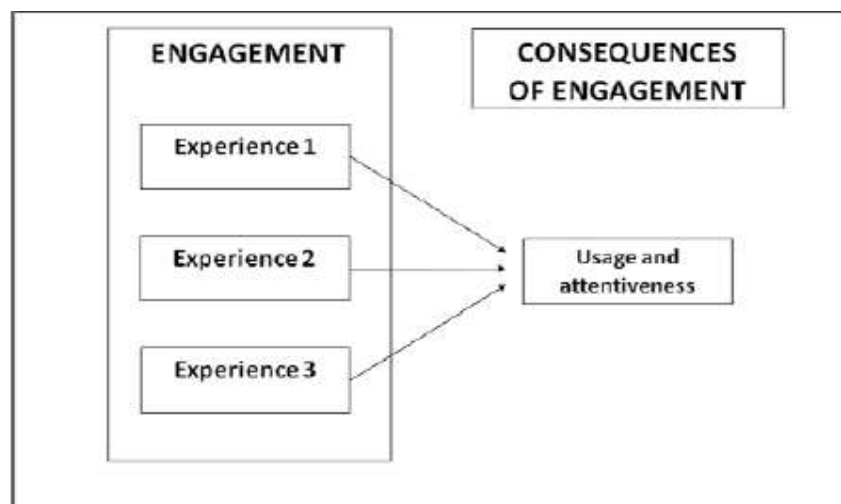 ENGAGEMENT
Experience 1
Experience 2
Experience 3
CONSEQUENCES
OF ENGAGEMENT
Usage and
attentiveness